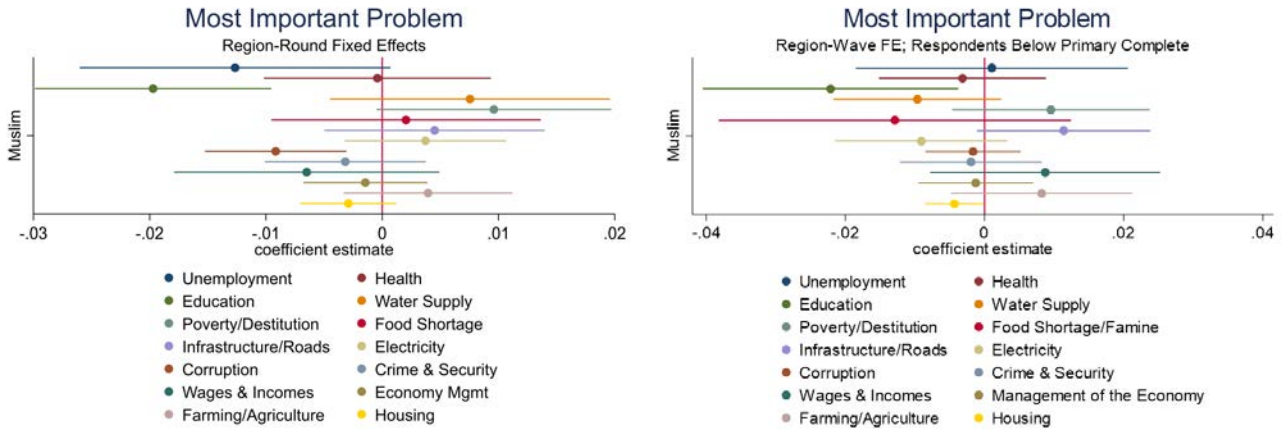 Most Important Problem
Region-Round Fixed Effects
Muslim
-.03 -.02 -.01 0 .01 .02
coefficient estimate
Unemployment Health
Education Water Supply
Poverty/Destitution Food Shortage
Infrastructure/Roads Electricity
Corruption Crime & Security
Wages & Incomes Economy Mgmt
Farming/Agriculture Housing
Most Important Problem
Region-Wave FE; Respondents Below Primary Complete
Muslim
-.04 -.02 0 .02 .04
coefficient estimate
Unemployment Health
Education Water Supply
Poverty/Destitution Food Shortage/Famine
Infrastructure/Roads Electricity
Corruption Crime & Security
Wages & Incomes Management of the Economy
Farming/Agriculture Housing